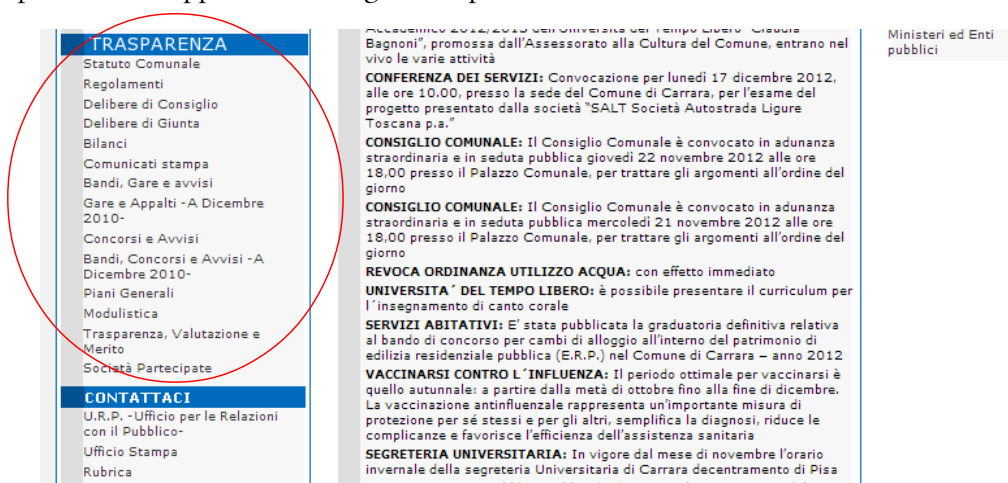 TRASPARENZA
Statuto Comunale
Regolamenti
Delibere di Consiglio
Delibere di Giunta
Bilanci
Comunicati stampa
Bandi, Gare e avvisi
Gare e Appalti -A Dicembre
2010-
Concorsi e Avvisi
Bandi, Concorsi e Avvisi -A
Dicembre 2010-
Piani Generali
Modulistica
Trasparenza, Valutazione e
Merito
Società Partecipate
CONTATTACI
U.R.P. -Ufficio per le Relazioni
con il Pubblico-
Ufficio Stampa
Rubrica
Bagnoni", promossa dall'Assessorato alla Cultura del Comune, entrano nel
vivo le varie attività
CONFERENZA DEI SERVIZI: Convocazione per lunedì 17 dicembre 2012,
alle ore 10.00, presso la sede del Comune di Carrara, per l'esame del
progetto presentato dalla società "SALT Società Autostrada Ligure
Toscana p.a."
CONSIGLIO COMUNALE: Il Consiglio Comunale è convocato in adunanza
straordinaria e in seduta pubblica giovedì 22 novembre 2012 alle ore
18,00 presso il Palazzo Comunale, per trattare gli argomenti all'ordine del
giorno
CONSIGLIO COMUNALE: Il Consiglio Comunale è convocato in adunanza
straordinaria e in seduta pubblica mercoledì 21 novembre 2012 alle ore
18,00 presso il Palazzo Comunale, per trattare gli argomenti all'ordine del
giorno
REVOCA ORDINANZA UTILIZZO ACQUA: con effetto immediato
UNIVERSITA´ DEL TEMPO LIBERO: è possibile presentare il curriculum per
l´insegnamento di canto corale
SERVIZI ABITATIVI: E' stata pubblicata la graduatoria definitiva relativa
al bando di concorso per cambi di alloggio all'interno del patrimonio di
edilizia residenziale pubblica (E.R.P.) nel Comune di Carrara – anno 2012
VACCINARSI CONTRO L´INFLUENZA: Il periodo ottimale per vaccinarsi è
quello autunnale: a partire dalla metà di ottobre fino alla fine di dicembre.
La vaccinazione antinfluenzale rappresenta un'importante misura di
protezione per sé stessi e per gli altri, semplifica la diagnosi, riduce le
complicanze e favorisce l'efficienza dell'assistenza sanitaria
SEGRETERIA UNIVERSITARIA: In vigore dal mese di novembre l'orario
invernale della segreteria Universitaria di Carrara decentramento di Pisa
Ministeri ed Enti
pubblici